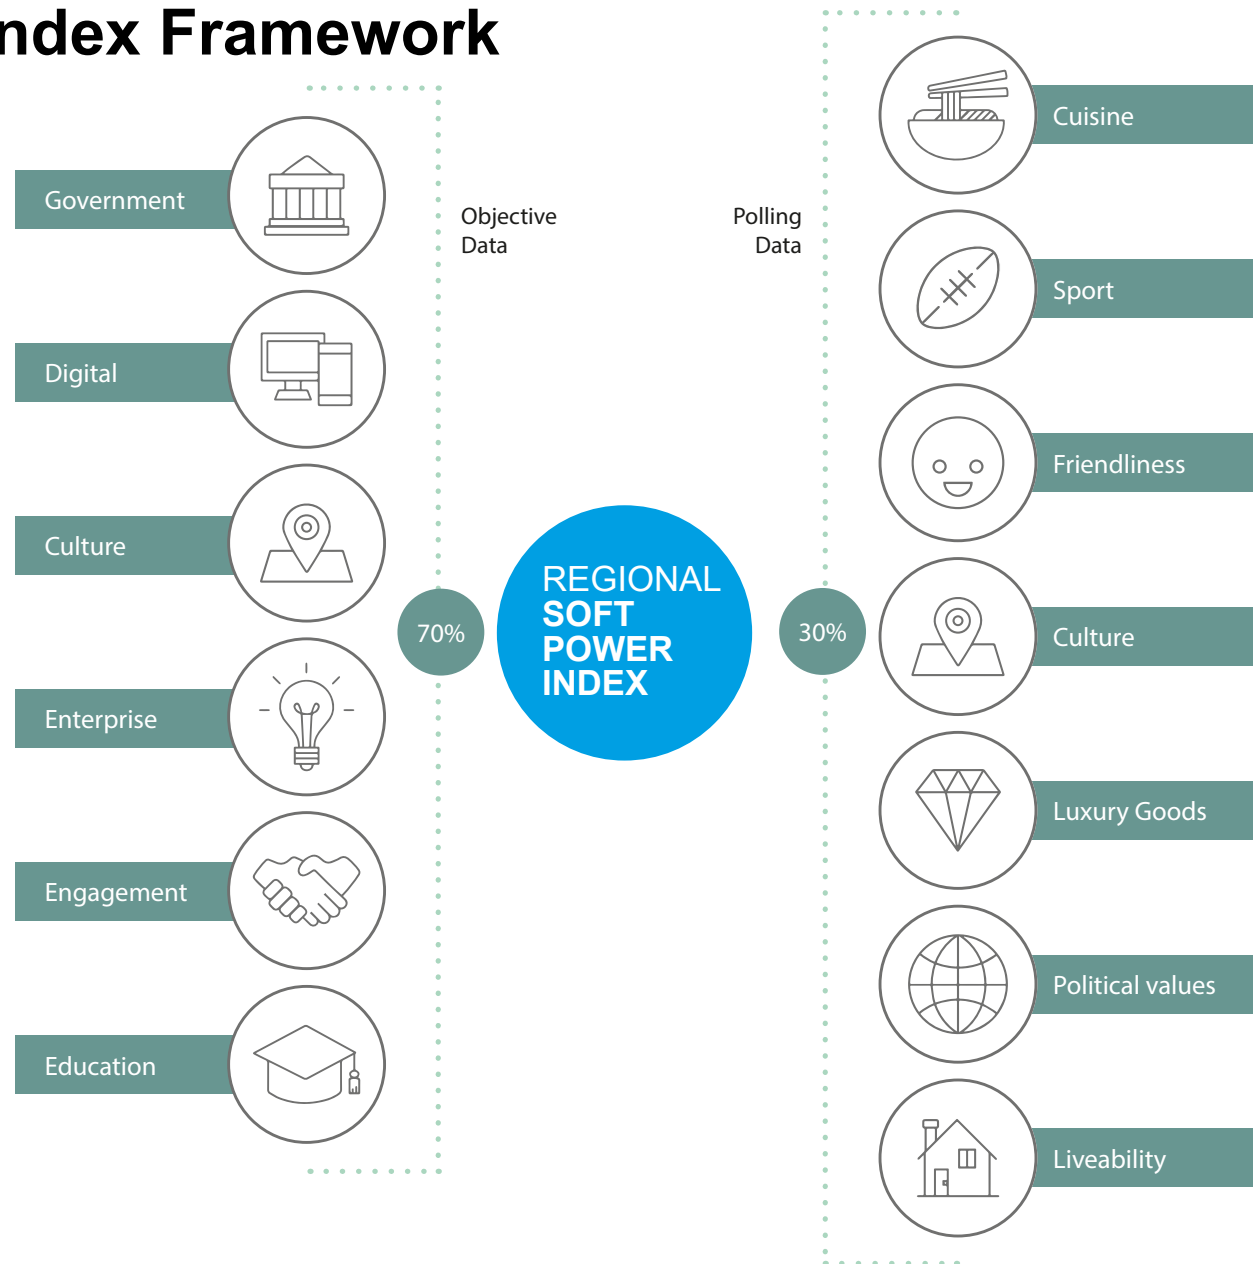 ndex Framework
Government
Digital
Culture
Enterprise
Engagement
Education
Objective
Data
70%
REGIONAL
SOFT
POWER
INDEX
Polling
Data
30%
Cuisine
Sport
Friendliness
Culture
Luxury Goods
Political values
Liveability